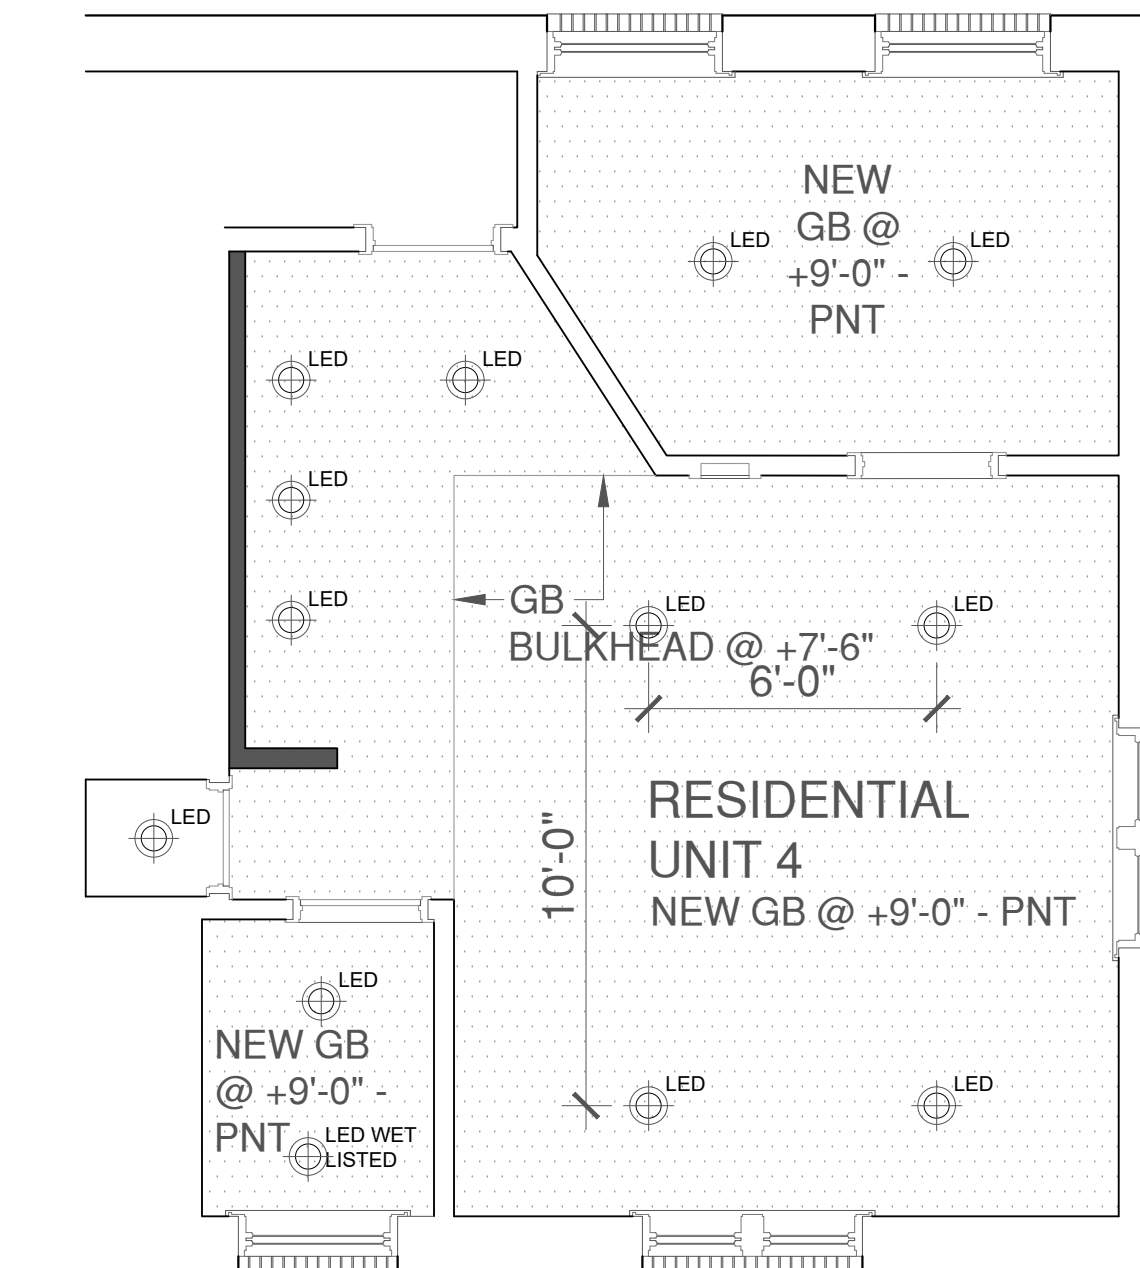 NEW
GB @
+9'-0" -
PNT
LED
LED
LED
LED
LED
LED
GB
BULKHEAD @ +7'-6"
LED
LED
6'-0"
10'-0"
RESIDENTIAL
UNIT 4
NEW GB @ +9'-0" - PNT
LED
LED
NEW GB
@ +9'-0" -
PNT
LED WET
LISTED
LED
LED